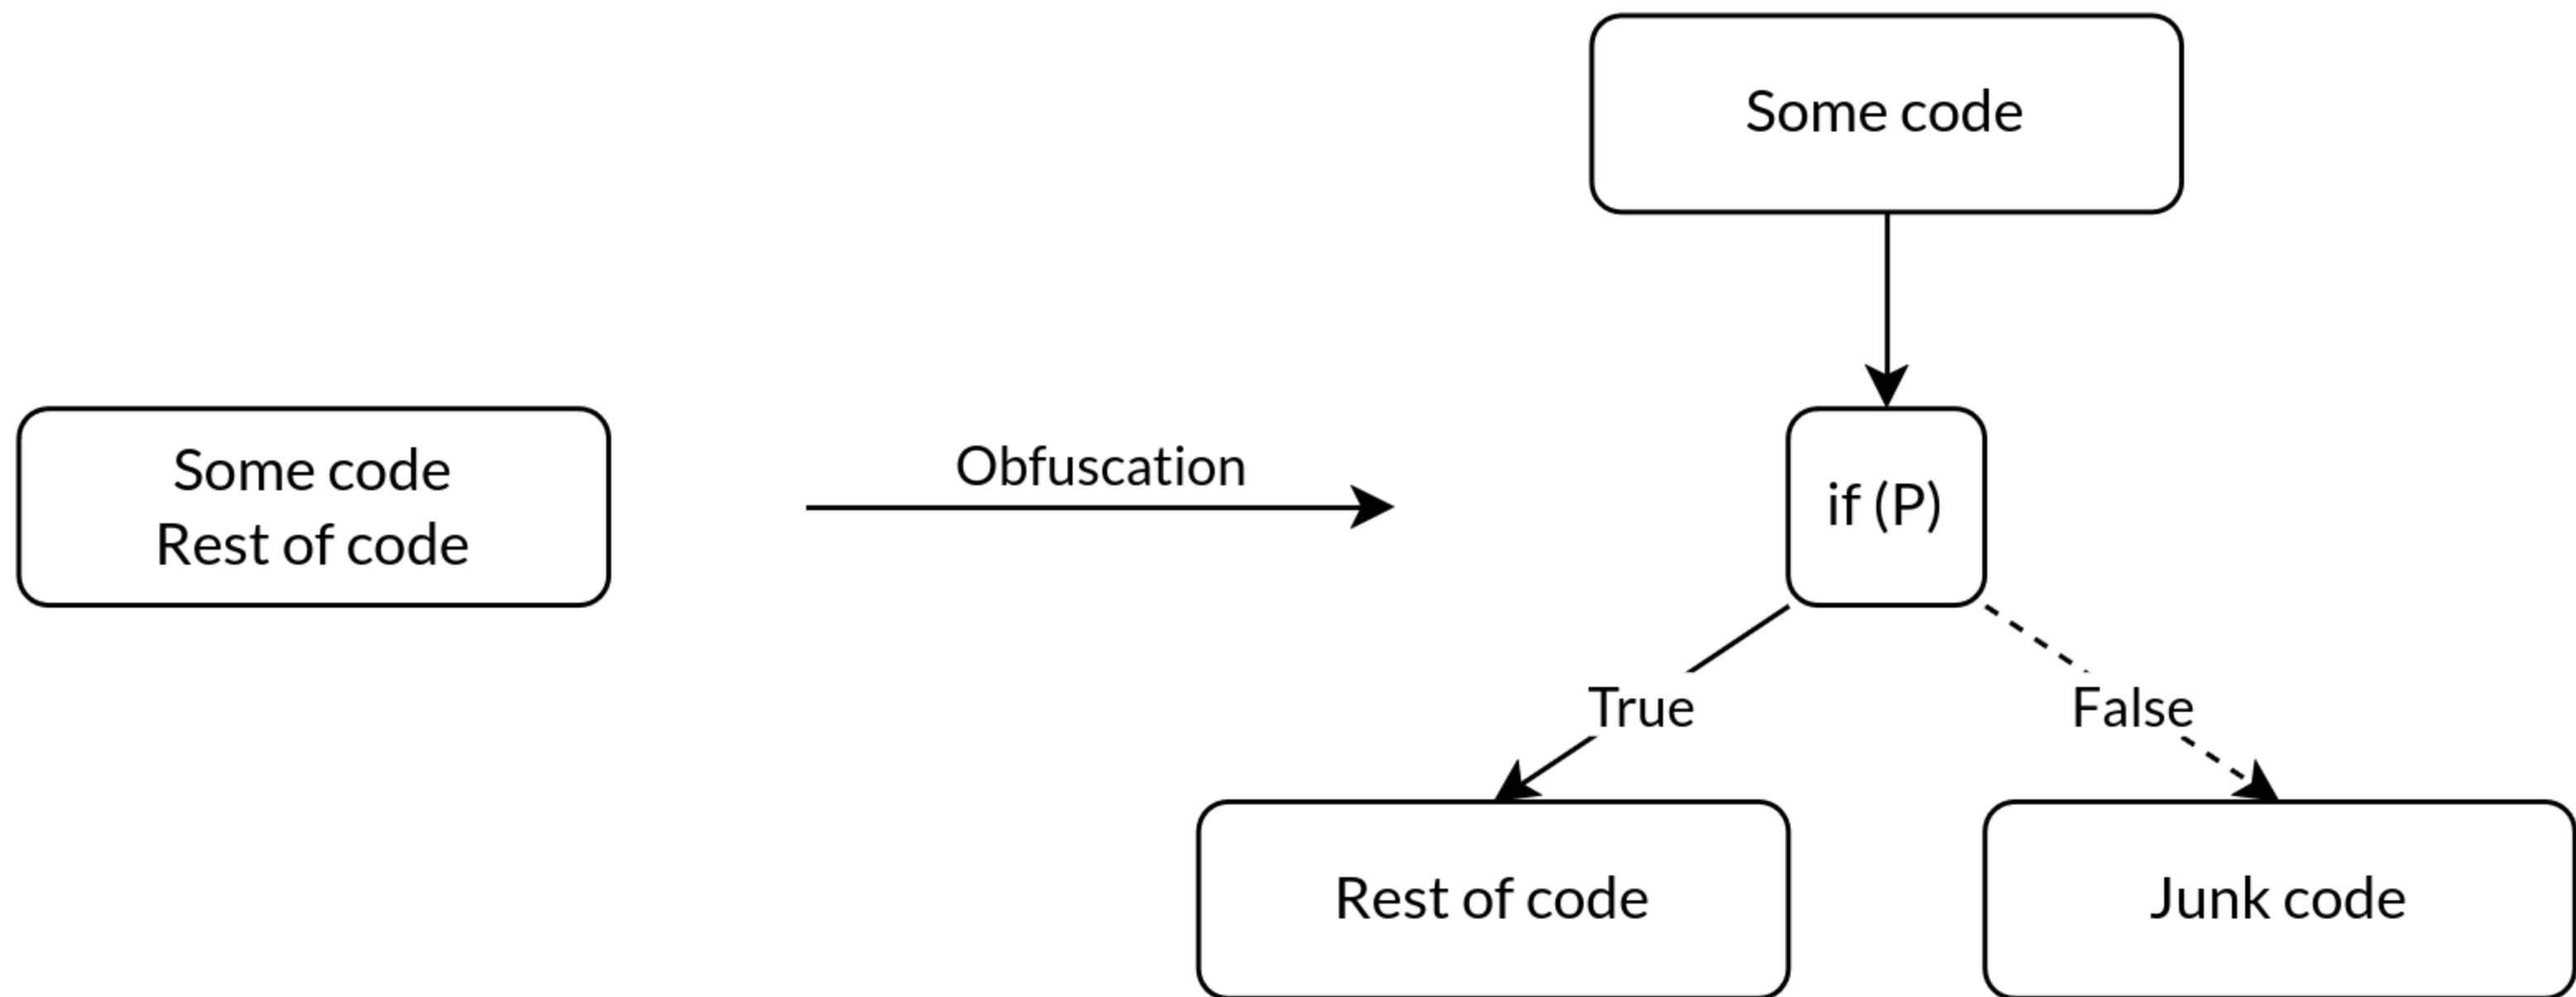 Some code
Some code
Rest of code
Obfuscation
if (P)
True
False
Rest of code
Junk code